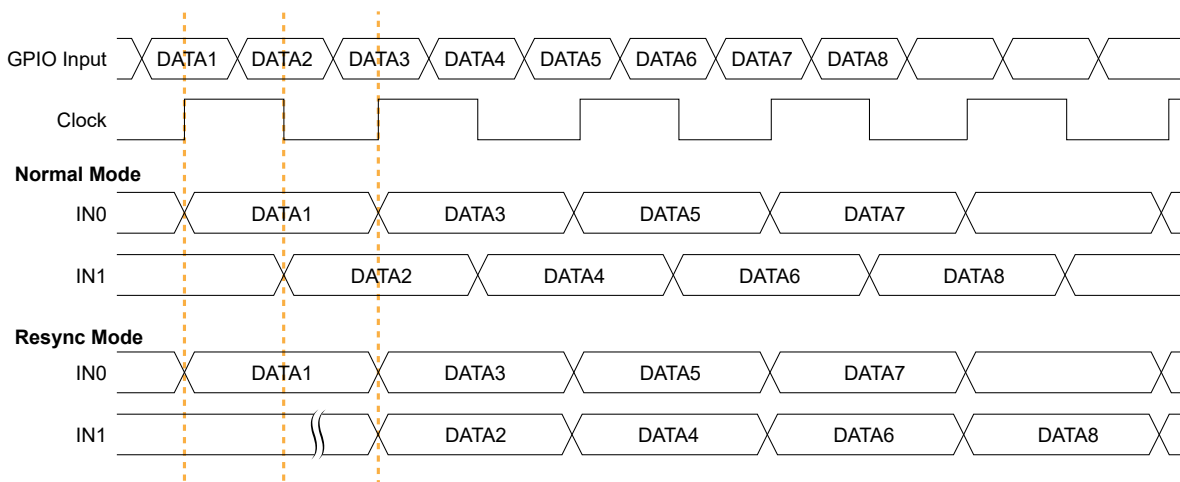 GPIO Input DATA1 DATA2 DATA3 DATA4 DATA5 DATA6 DATA7 DATA8
Clock
Normal Mode
IN0 DATA1 DATA3 DATA5 DATA7
IN1 DATA2 DATA4 DATA6 DATA8
Resync Mode
IN0 DATA1 DATA3 DATA5 DATA7
IN1 DATA2 DATA4 DATA6 DATA8